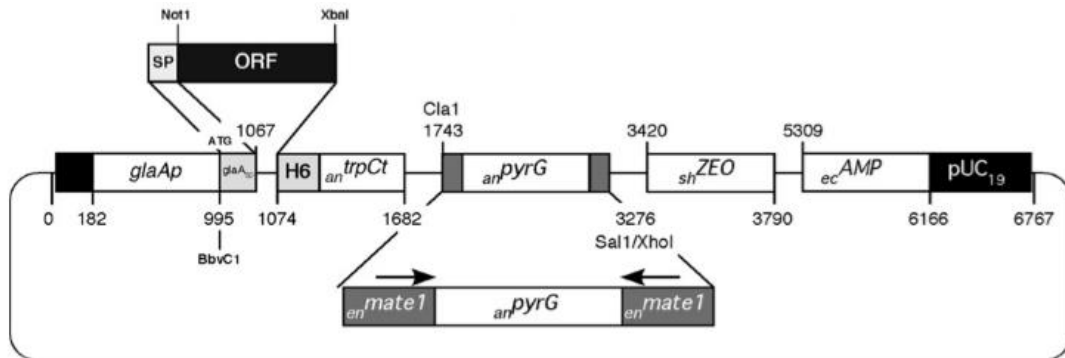 Not1 XbaI
SP ORF
Cla1
ATG 1067 1743 3420 5309
glaAp glaA H6 anTrpCt anpyrG shZEO ecAMP pUC19
0 182 995 1074 1682 3276 3790 6166 6767
BbvC1 Sal1/XhoI
enmate1 anpyrG enmate1